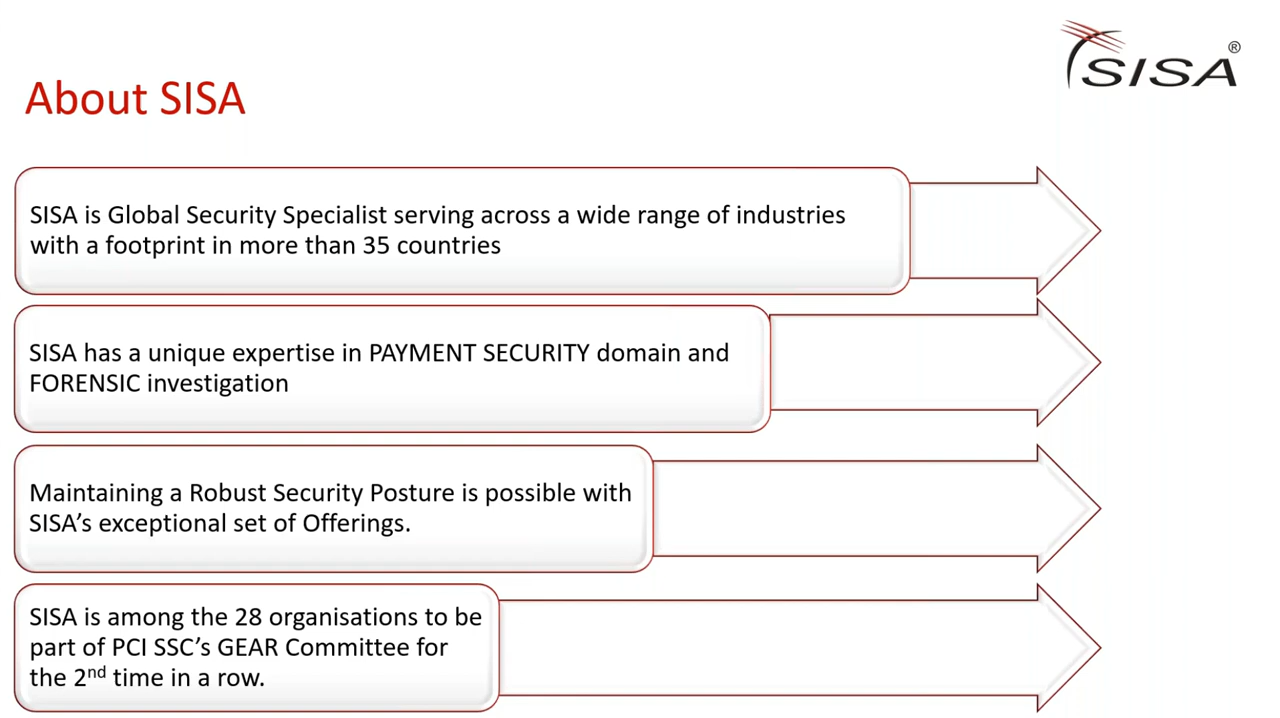 SISA®
About SISA
SISA is Global Security Specialist serving across a wide range of industries
with a footprint in more than 35 countries
SISA has a unique expertise in PAYMENT SECURITY domain and
FORENSIC investigation
Maintaining a Robust Security Posture is possible with
SISA’s exceptional set of Offerings.
SISA is among the 28 organisations to be
part of PCI SSC’s GEAR Committee for
the 2nd time in a row.